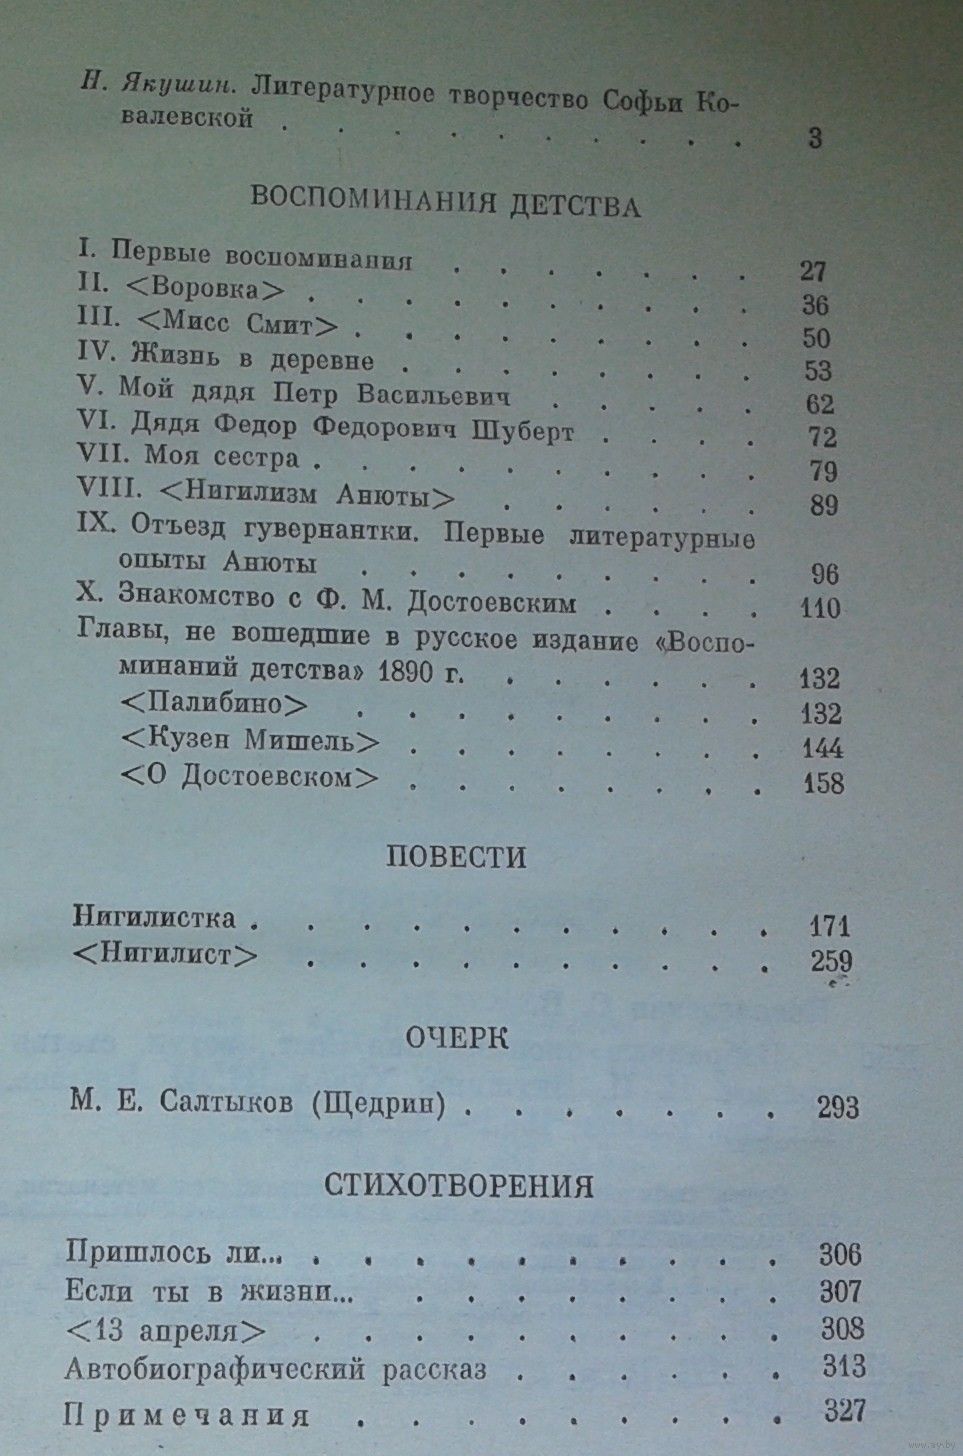 Н. Якушин. Литературное творчество Софьи Ко-
валевской . . . . . . . . . . 3
ВОСПОМИНАНИЯ ДЕТСТВА
I. Первые воспоминания . . . . . . . 27
II. <Воровка> . . . . . . . . . . 36
III. <Мисс Смит> . . . . . . . . . 50
IV. Жизнь в деревне . . . . . . . . 53
V. Мой дядя Петр Васильевич . . . . . 62
VI. Дядя Федор Федорович Шуберт . . . . 72
VII. Моя сестра . . . . . . . . . . 79
VIII. <Нигилизм Анюты> . . . . . . 89
IX. Отъезд гувернантки. Первые литературные
опыты Анюты . . . . . . . . . 96
X. Знакомство с Ф. М. Достоевским . . . . 110
Главы, не вошедшие в русское издание «Воспо-
минаний детства» 1890 г. . . . . . . 132
<Палибино> . . . . . . . . . 132
<Кузен Мишель> . . . . . . . . 144
<О Достоевском> . . . . . . . . 158
ПОВЕСТИ
Нигилистка . . . . . . . . . . . 171
<Нигилист> . . . . . . . . . . 259
ОЧЕРК
М. Е. Салтыков (Щедрин) . . . . . . . 293
СТИХОТВОРЕНИЯ
Пришлось ли... . . . . . . . . . . 306
Если ты в жизни... . . . . . . . . 307
<13 апреля> . . . . . . . . . . 308
Автобиографический рассказ . . . . . . 313
Примечания . . . . . . . . . 327